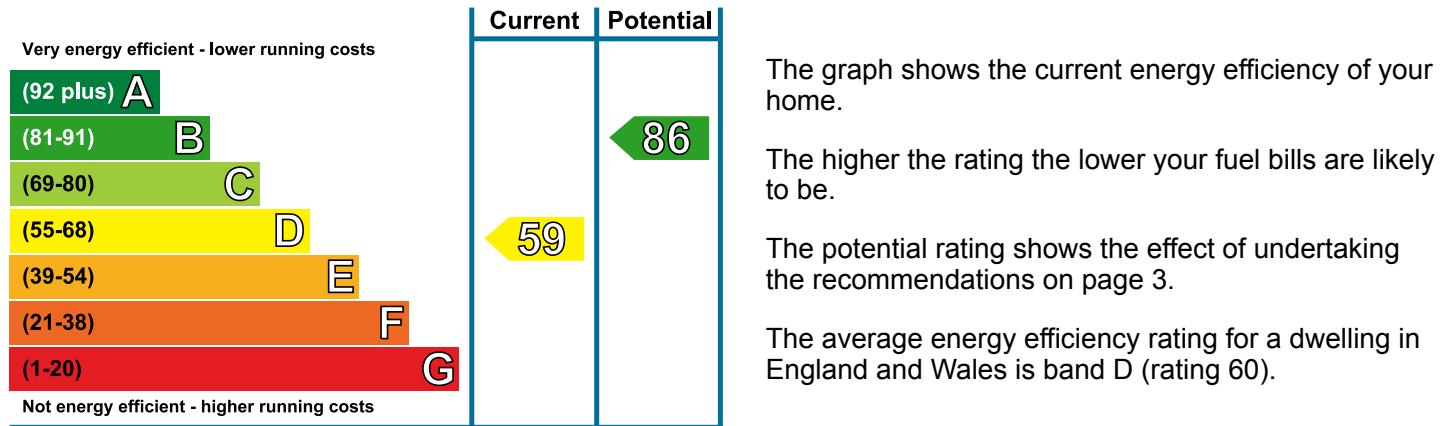 Current Potential
Very energy efficient - lower running costs
(92 plus) A
(81-91) B
86
(69-80) C
(55-68) D
59
(39-54) E
(21-38) F
(1-20) G
Not energy efficient - higher running costs
The graph shows the current energy efficiency of your
home.
The higher the rating the lower your fuel bills are likely
to be.
The potential rating shows the effect of undertaking
the recommendations on page 3.
The average energy efficiency rating for a dwelling in
England and Wales is band D (rating 60).